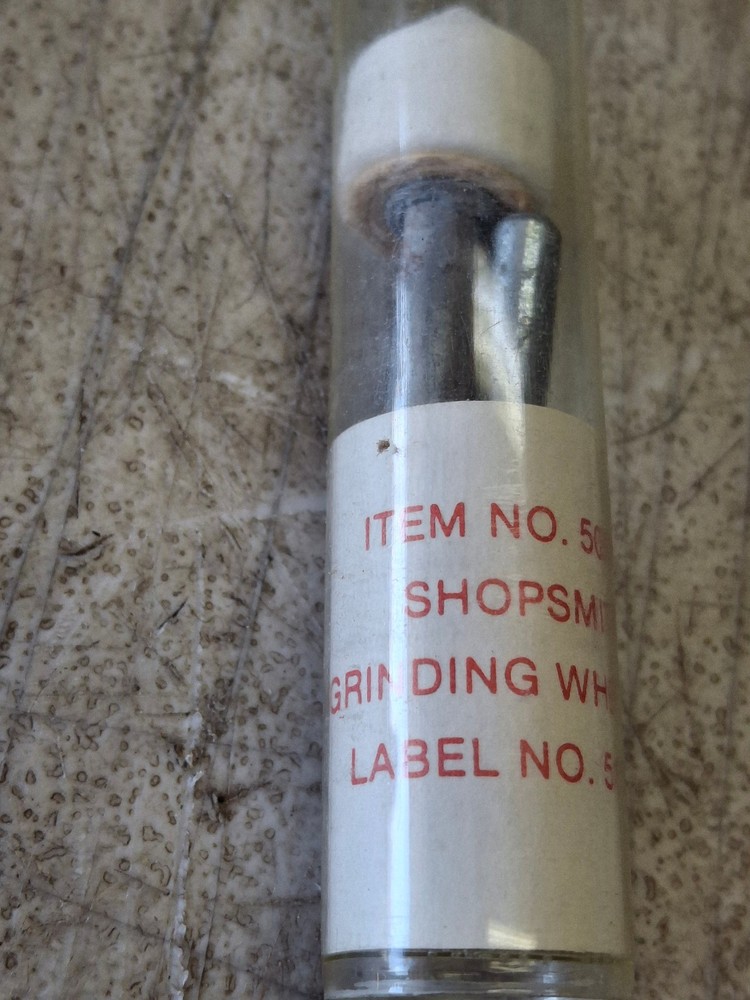 ITEM NO. 50
SHOPSMI
GRINDING WH
LABEL NO. 5